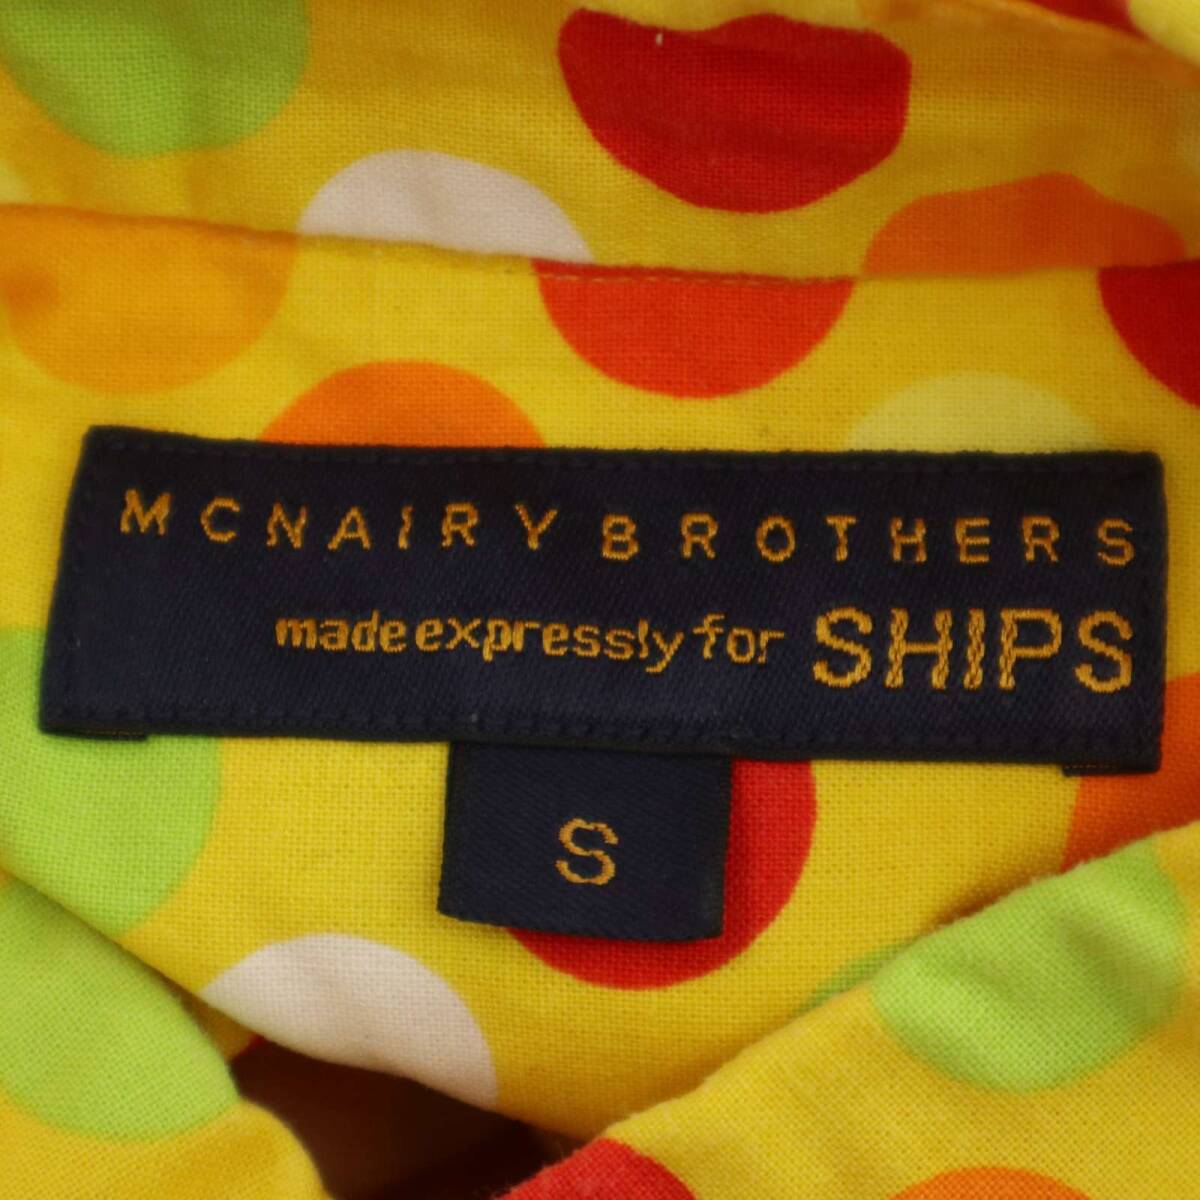 MCNAIRY BROTHERS
made expressly for SHIPS
S